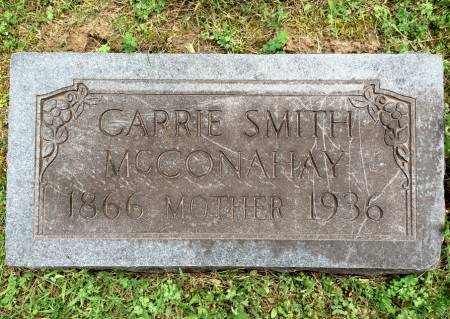 CARRIE SMITH
McCONAHAY
1866 MOTHER 1936